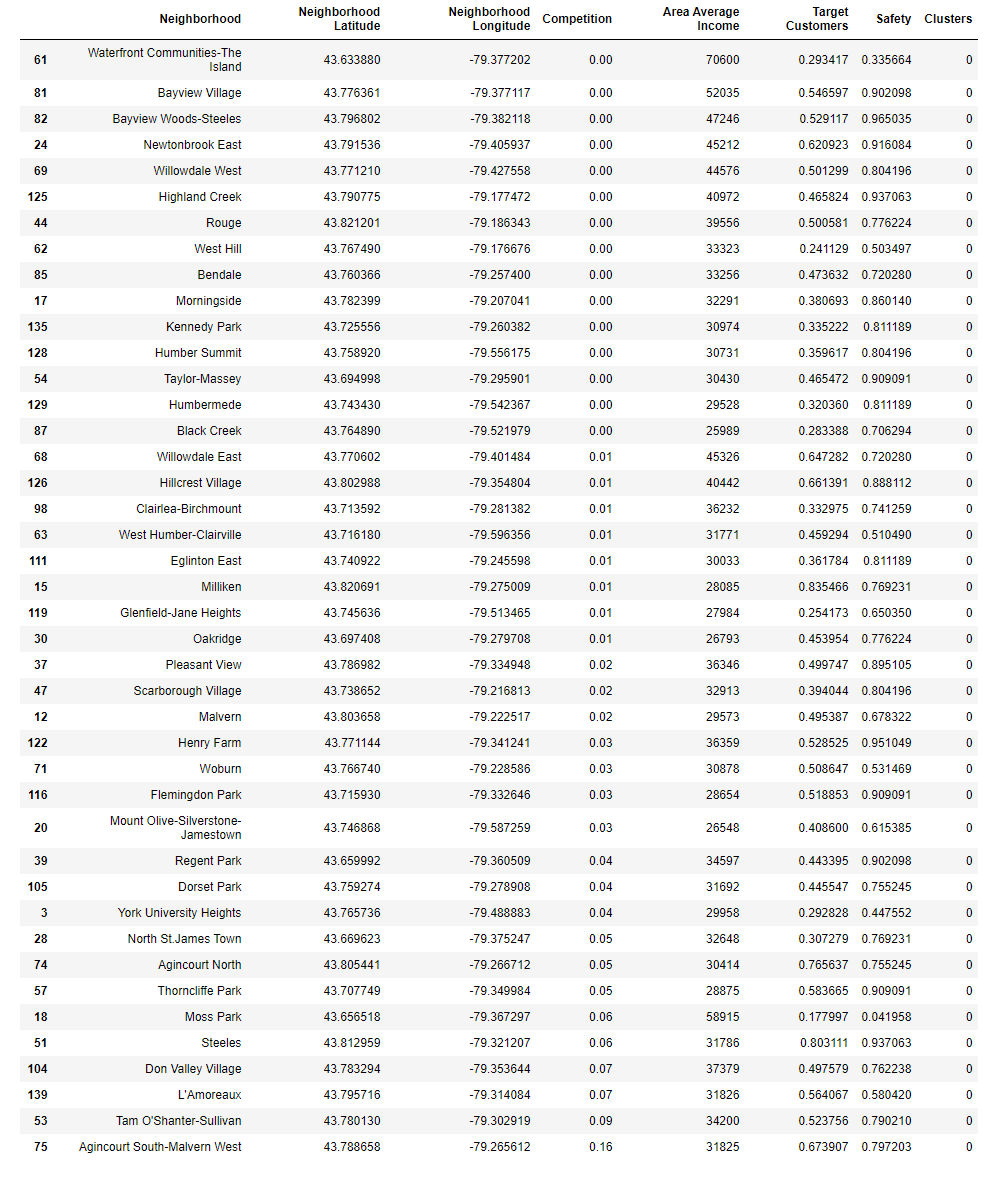 Neighborhood Neighborhood Latitude Neighborhood Longitude Competition Area Average Income Target Customers Safety Clusters
61 Waterfront Communities-The Island 43.633880 -79.377202 0.00 70600 0.293417 0.335664 0
81 Bayview Village 43.776361 -79.377117 0.00 52035 0.546597 0.902098 0
82 Bayview Woods-Steeles 43.796802 -79.382118 0.00 47246 0.529117 0.965035 0
24 Newtonbrook East 43.791536 -79.405937 0.00 45212 0.620923 0.916084 0
69 Willowdale West 43.771210 -79.427558 0.00 44576 0.501299 0.804196 0
125 Highland Creek 43.790775 -79.177472 0.00 40972 0.465824 0.937063 0
44 Rouge 43.821201 -79.186343 0.00 39556 0.500581 0.776224 0
62 West Hill 43.767490 -79.176676 0.00 33323 0.241129 0.503497 0
85 Bendale 43.760366 -79.257400 0.00 33256 0.473632 0.720280 0
17 Morningside 43.782399 -79.207041 0.00 32291 0.380693 0.860140 0
135 Kennedy Park 43.725556 -79.260382 0.00 30974 0.335222 0.811189 0
128 Humber Summit 43.758920 -79.556175 0.00 30731 0.359617 0.804196 0
54 Taylor-Massey 43.694998 -79.295901 0.00 30430 0.465472 0.909091 0
129 Humbermede 43.743430 -79.542367 0.00 29528 0.320360 0.811189 0
87 Black Creek 43.764890 -79.521979 0.00 25989 0.283388 0.706294 0
68 Willowdale East 43.770602 -79.401484 0.01 45326 0.647282 0.720280 0
126 Hillcrest Village 43.802988 -79.354804 0.01 40442 0.661391 0.888112 0
98 Clairlea-Birchmount 43.713592 -79.281382 0.01 36232 0.332975 0.741259 0
63 West Humber-Clairville 43.716180 -79.596356 0.01 31771 0.459294 0.510490 0
111 Eglinton East 43.740922 -79.245598 0.01 30033 0.361784 0.811189 0
15 Milliken 43.820691 -79.275009 0.01 28085 0.835466 0.769231 0
119 Glenfield-Jane Heights 43.745636 -79.513465 0.01 27984 0.254173 0.650350 0
30 Oakridge 43.697408 -79.279708 0.01 26793 0.453954 0.776224 0
37 Pleasant View 43.786982 -79.334948 0.02 36346 0.499747 0.895105 0
47 Scarborough Village 43.738652 -79.216813 0.02 32913 0.394044 0.804196 0
12 Malvern 43.803658 -79.222517 0.02 29573 0.495387 0.678322 0
122 Henry Farm 43.771144 -79.341241 0.03 36359 0.528525 0.951049 0
71 Woburn 43.766740 -79.228586 0.03 30878 0.508647 0.531469 0
116 Flemingdon Park 43.715930 -79.332646 0.03 28654 0.518853 0.909091 0
20 Mount Olive-Silverstone-Jamestown 43.746868 -79.587259 0.03 26548 0.408600 0.615385 0
39 Regent Park 43.659992 -79.360509 0.04 34597 0.443395 0.902098 0
105 Dorset Park 43.759274 -79.278908 0.04 31692 0.445547 0.755245 0
3 York University Heights 43.765736 -79.488883 0.04 29958 0.292828 0.447552 0
28 North St.James Town 43.669623 -79.375247 0.05 32648 0.307279 0.769231 0
74 Agincourt North 43.805441 -79.266712 0.05 30414 0.765637 0.755245 0
57 Thorncliffe Park 43.707749 -79.349984 0.05 28875 0.583665 0.909091 0
18 Moss Park 43.656518 -79.367297 0.06 58915 0.177997 0.041958 0
51 Steeles 43.812959 -79.321207 0.06 31786 0.803111 0.937063 0
104 Don Valley Village 43.783294 -79.353644 0.07 37379 0.497579 0.762238 0
139 L'Amoreaux 43.795716 -79.314084 0.07 31826 0.564067 0.580420 0
53 Tam O'Shanter-Sullivan 43.780130 -79.302919 0.09 34200 0.523756 0.790210 0
75 Agincourt South-Malvern West 43.788658 -79.265612 0.16 31825 0.673907 0.797203 0